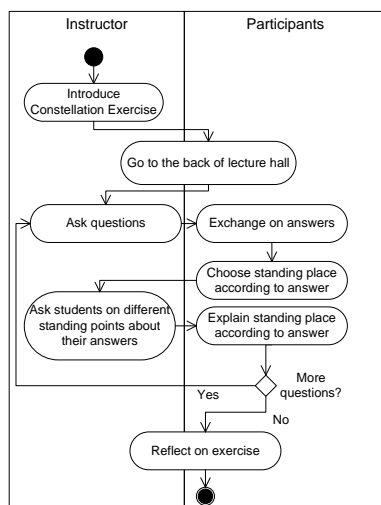 Instructor
Participants
Introduce
Constellation Exercise
Go to the back of lecture hall
Ask questions
Exchange on answers
Choose standing place
according to answer
Ask students on different
standing points about
their answers
Explain standing place
according to answer
More
questions?
Yes
No
Reflect on exercise